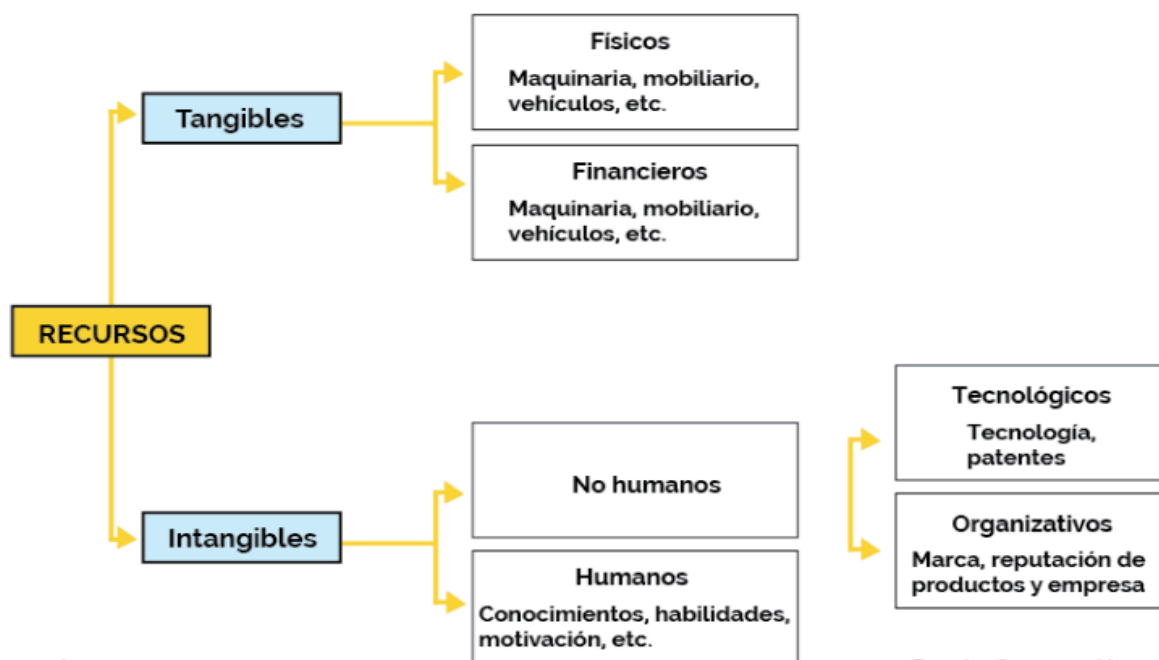 Físicos
Maquinaria, mobiliario,
vehículos, etc.
Tangibles
Financieros
Maquinaria, mobiliario,
vehículos, etc.
RECURSOS
Tecnológicos
Tecnología,
patentes
No humanos
Organizativos
Marca, reputación de
productos y empresa
Intangibles
Humanos
Conocimientos, habilidades,
motivación, etc.